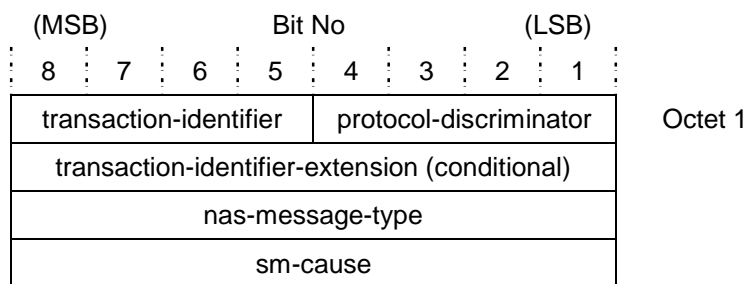 (MSB) Bit No (LSB)
8 7 6 5 4 3 2 1
transaction-identifier protocol-discriminator Octet 1
transaction-identifier-extension (conditional)
nas-message-type
sm-cause